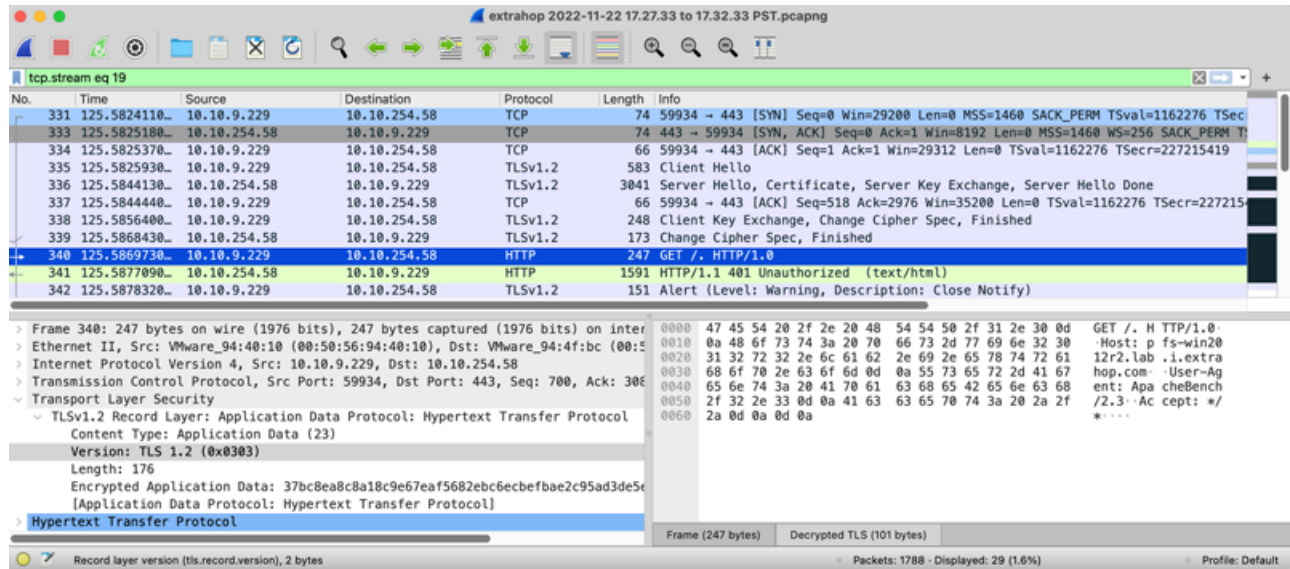 extrahop 2022-11-22 17.27.33 to 17.32.33 PST.pcapng
tcp.stream eq 19
No. Time Source Destination Protocol Length Info
331 125.5824110… 10.10.9.229 10.10.254.58 TCP 74 59934 → 443 [SYN] Seq=0 Win=29200 Len=0 MSS=1460 SACK_PERM TSval=1162276 TSec
333 125.5825180… 10.10.254.58 10.10.9.229 TCP 74 443 → 59934 [SYN, ACK] Seq=0 Ack=1 Win=8192 Len=0 MSS=1460 WS=256 SACK_PERM T
334 125.5825370… 10.10.9.229 10.10.254.58 TCP 66 59934 → 443 [ACK] Seq=1 Ack=1 Win=29312 Len=0 TSval=1162276 TSecr=227215419
335 125.5825930… 10.10.9.229 10.10.254.58 TLSv1.2 583 Client Hello
336 125.5844130… 10.10.254.58 10.10.9.229 TLSv1.2 3041 Server Hello, Certificate, Server Key Exchange, Server Hello Done
337 125.5844440… 10.10.9.229 10.10.254.58 TCP 66 59934 → 443 [ACK] Seq=518 Ack=2976 Win=35200 Len=0 TSval=1162276 TSecr=227215
338 125.5856400… 10.10.9.229 10.10.254.58 TLSv1.2 248 Client Key Exchange, Change Cipher Spec, Finished
339 125.5868430… 10.10.254.58 10.10.9.229 TLSv1.2 173 Change Cipher Spec, Finished
340 125.5869730… 10.10.9.229 10.10.254.58 HTTP 247 GET /. HTTP/1.0
341 125.5877090… 10.10.254.58 10.10.9.229 HTTP 1591 HTTP/1.1 401 Unauthorized (text/html)
342 125.5878320… 10.10.9.229 10.10.254.58 TLSv1.2 151 Alert (Level: Warning, Description: Close Notify)
Frame 340: 247 bytes on wire (1976 bits), 247 bytes captured (1976 bits) on inter
Ethernet II, Src: VMware_94:40:10 (00:50:56:94:40:10), Dst: VMware_94:4f:bc (00:5
Internet Protocol Version 4, Src: 10.10.9.229, Dst: 10.10.254.58
Transmission Control Protocol, Src Port: 59934, Dst Port: 443, Seq: 700, Ack: 308
Transport Layer Security
TLSv1.2 Record Layer: Application Data Protocol: Hypertext Transfer Protocol
Content Type: Application Data (23)
Version: TLS 1.2 (0x0303)
Length: 176
Encrypted Application Data: 37bc8ea8c8a18c9e67eaf5682ebc6ecbefbae2c95ad3de5e
[Application Data Protocol: Hypertext Transfer Protocol]
Hypertext Transfer Protocol
0000 47 45 54 20 2f 2e 20 48 54 54 50 2f 31 2e 30 0d GET /. H TTP/1.0·
0010 0a 48 6f 73 74 3a 20 70 66 73 2d 77 69 6e 32 30 ·Host: p fs-win20
0020 31 32 72 32 2e 6c 61 62 2e 69 2e 65 78 74 72 61 12r2.lab .i.extra
0030 68 6f 70 2e 63 6f 6d 0d 0a 55 73 65 72 2d 41 67 hop.com· ·User-Ag
0040 65 6e 74 3a 20 41 70 61 63 68 65 42 65 6e 63 68 ent: Apa cheBench
0050 2f 32 2e 33 0d 0a 41 63 63 65 70 74 3a 20 2a 2f /2.3··Ac cept: */
0060 2a 0d 0a 0d 0a *····
Frame (247 bytes) Decrypted TLS (101 bytes)
Record layer version (tls.record.version), 2 bytes Packets: 1788 · Displayed: 29 (1.6%) Profile: Default